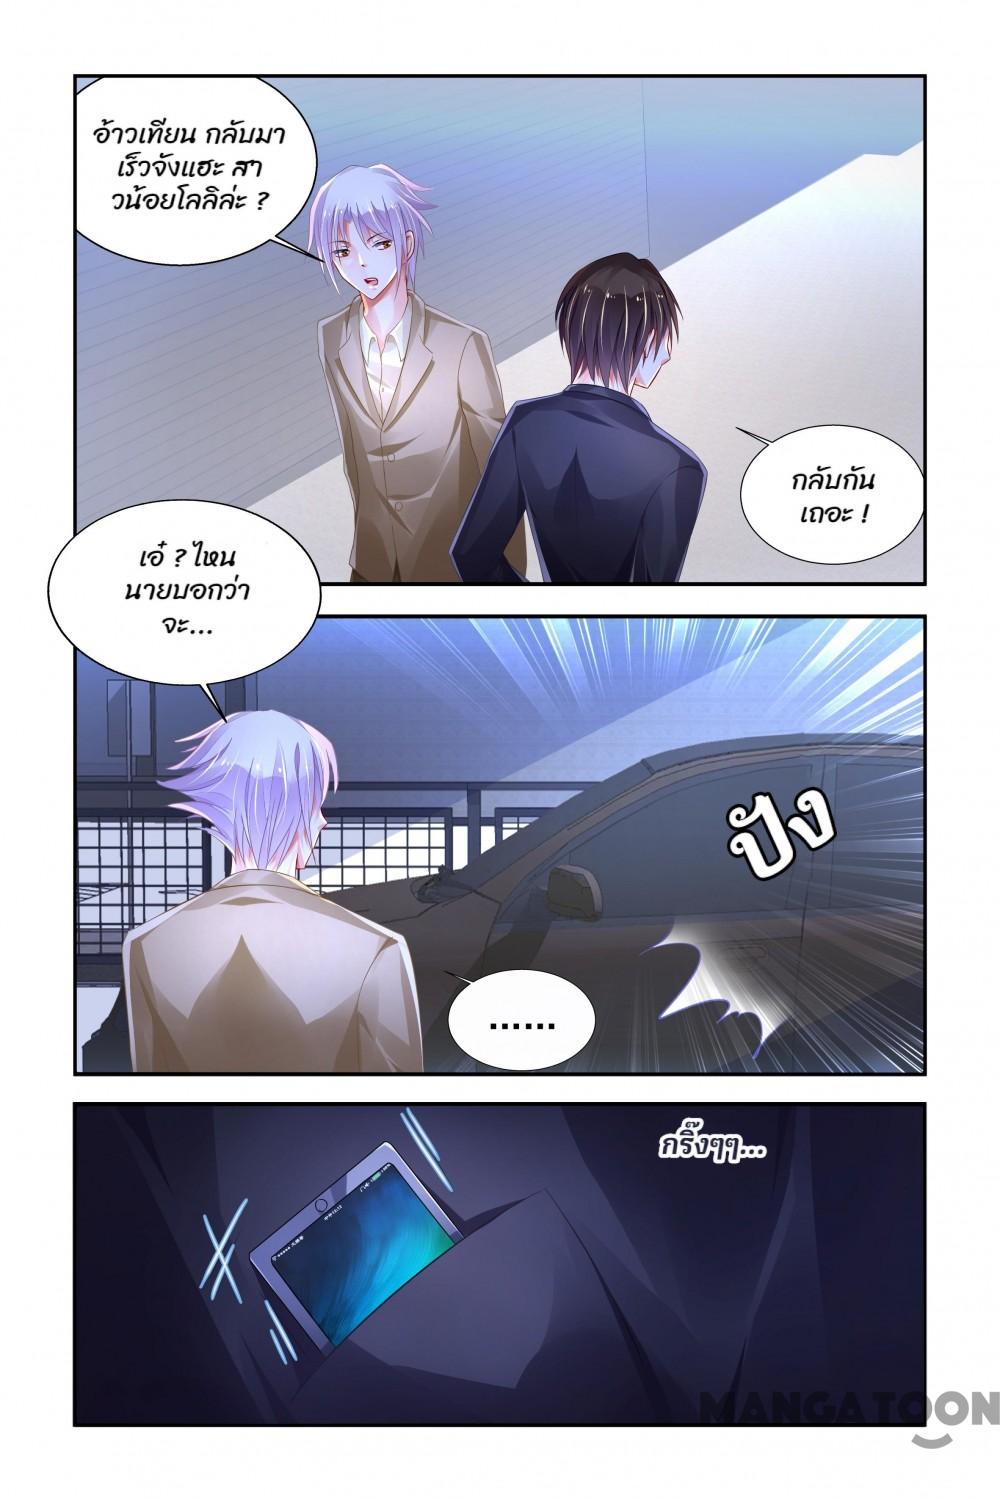 อ้าวเทียน กลับมา
เร็วจังแฮะ สา
วน้อยโลลิล่ะ ?
กลับกัน
เถอะ !
เอ๋ ? ไหน
นายบอกว่า
จะ...
ปัง
......
กริ๊งๆๆ...
MANGATOON